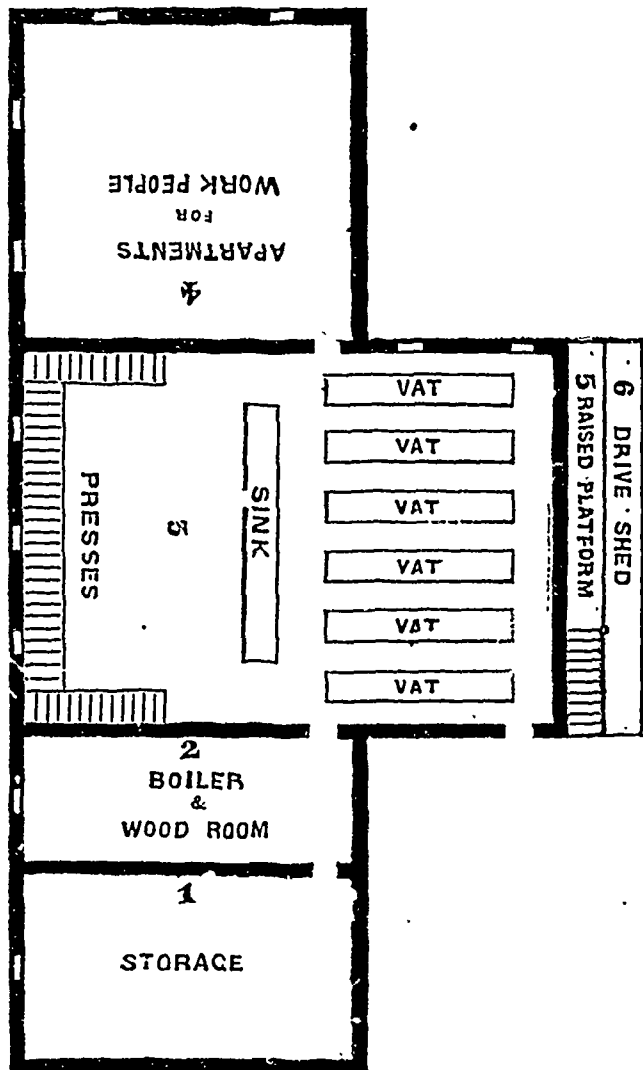 4
APARTMENTS
FOR
WORK PEOPLE
PRESSES
3
SINK
VAT
VAT
VAT
VAT
VAT
VAT
6 DRIVE · SHED
5 RAISED · PLATFORM
2
BOILER
&
WOOD ROOM
1
STORAGE